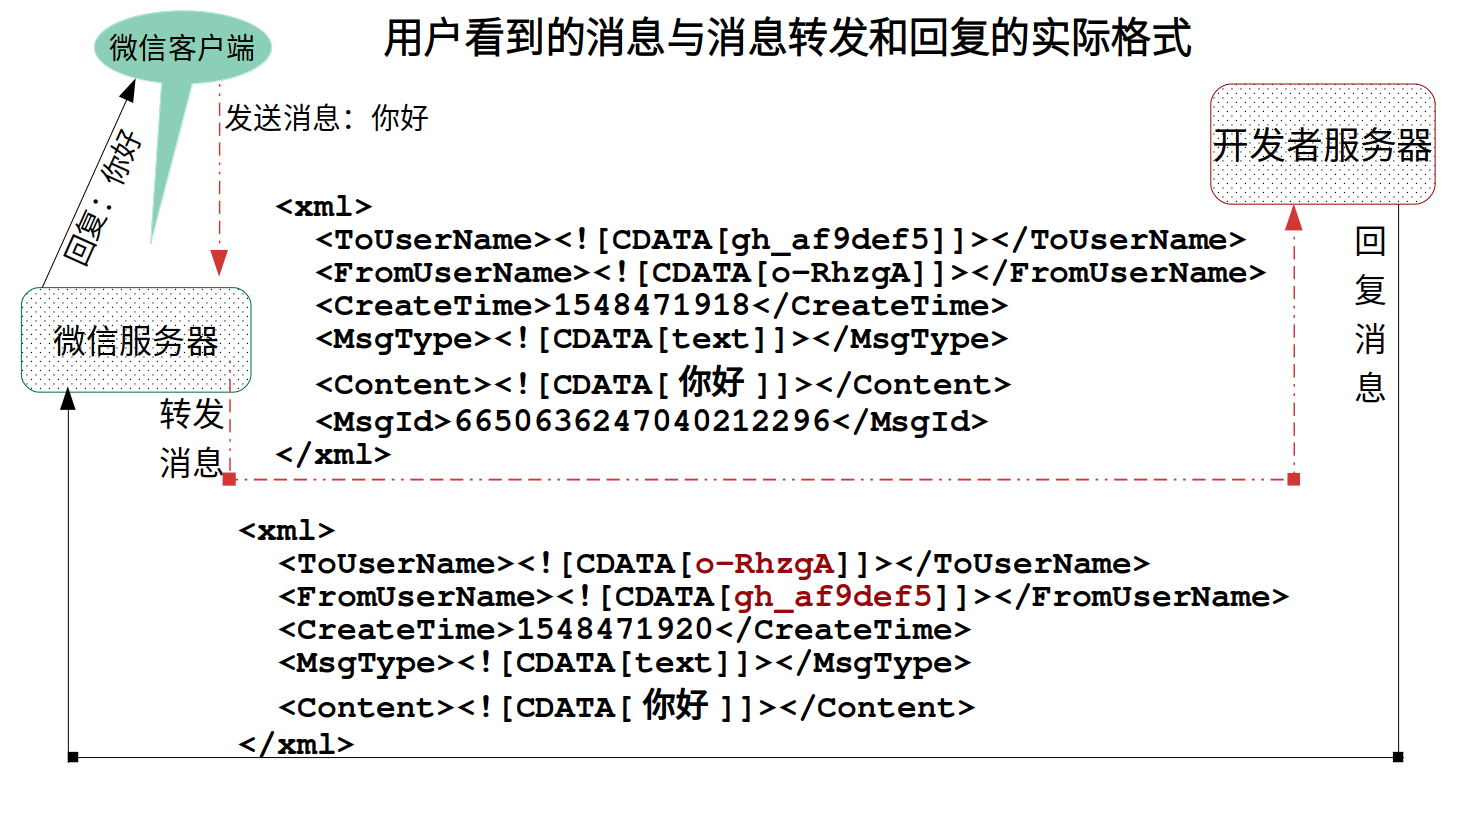 用户看到的消息与消息转发和回复的实际格式
微信客户端
发送消息：你好
回复：你好
开发者服务器
微信服务器
转发
消息
回
复
消
息
<xml>
<ToUserName><![CDATA[gh_af9def5]]></ToUserName>
<FromUserName><![CDATA[o-RhzgA]]></FromUserName>
<CreateTime>1548471918</CreateTime>
<MsgType><![CDATA[text]]></MsgType>
<Content><![CDATA[ 你好 ]]></Content>
<MsgId>6650636247040212296</MsgId>
</xml>
<xml>
<ToUserName><![CDATA[o-RhzgA]]></ToUserName>
<FromUserName><![CDATA[gh_af9def5]]></FromUserName>
<CreateTime>1548471920</CreateTime>
<MsgType><![CDATA[text]]></MsgType>
<Content><![CDATA[ 你好 ]]></Content>
</xml>